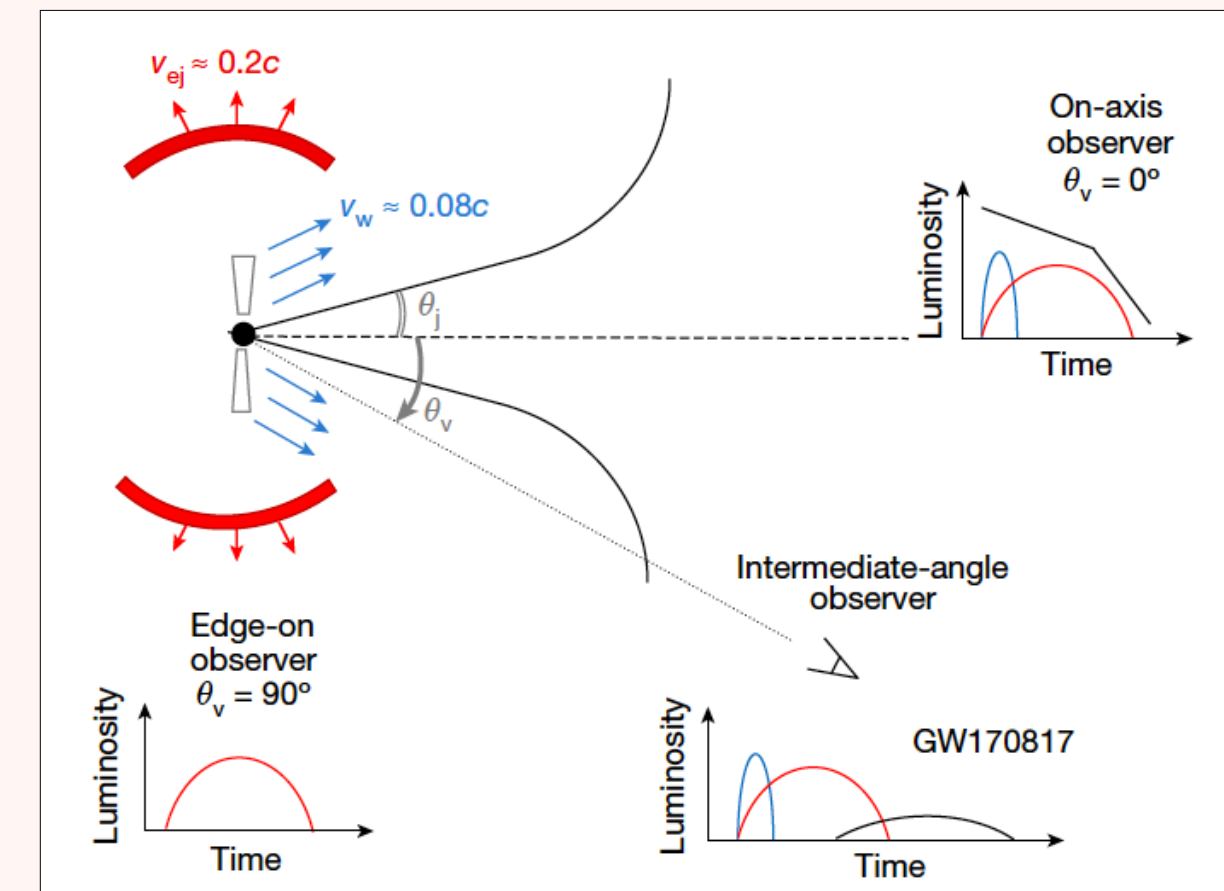 v_ej ≈ 0.2c
v_w ≈ 0.08c
θ_j
θ_v
On-axis
observer
θ_v = 0º
Luminosity
Time
Intermediate-angle
observer
Edge-on
observer
θ_v = 90º
Luminosity
Time
GW170817
Luminosity
Time